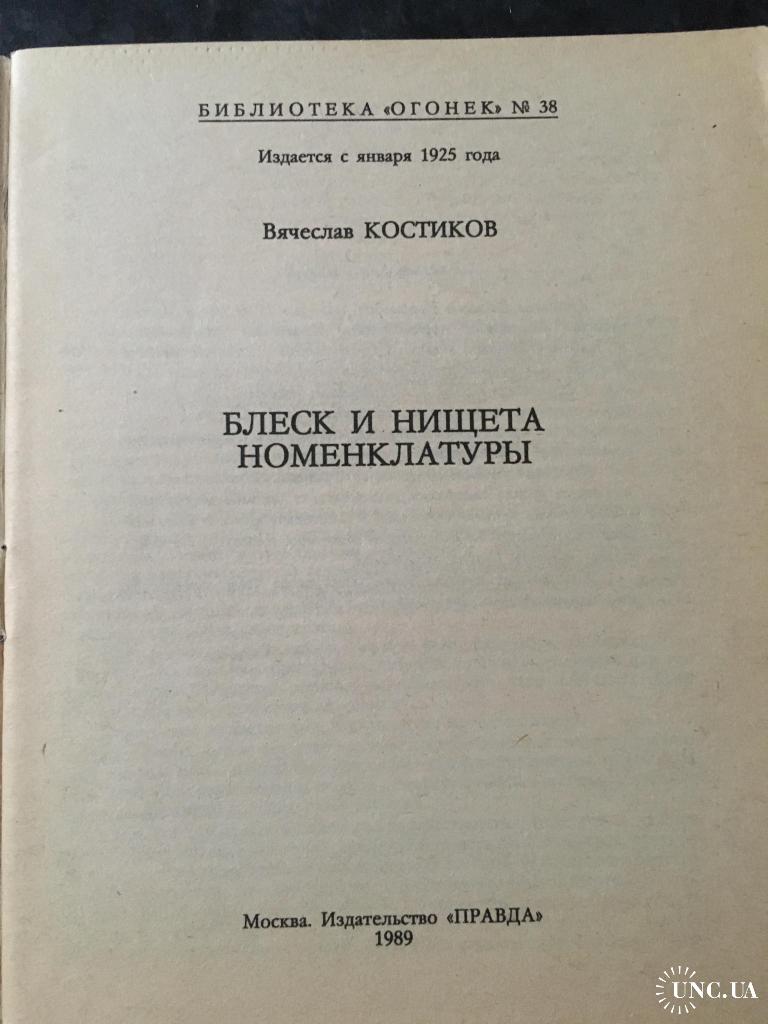 БИБЛИОТЕКА «ОГОНЕК» № 38
Издается с января 1925 года
Вячеслав КОСТИКОВ
БЛЕСК И НИЩЕТА
НОМЕНКЛАТУРЫ
Москва. Издательство «ПРАВДА»
1989
UNC.UA